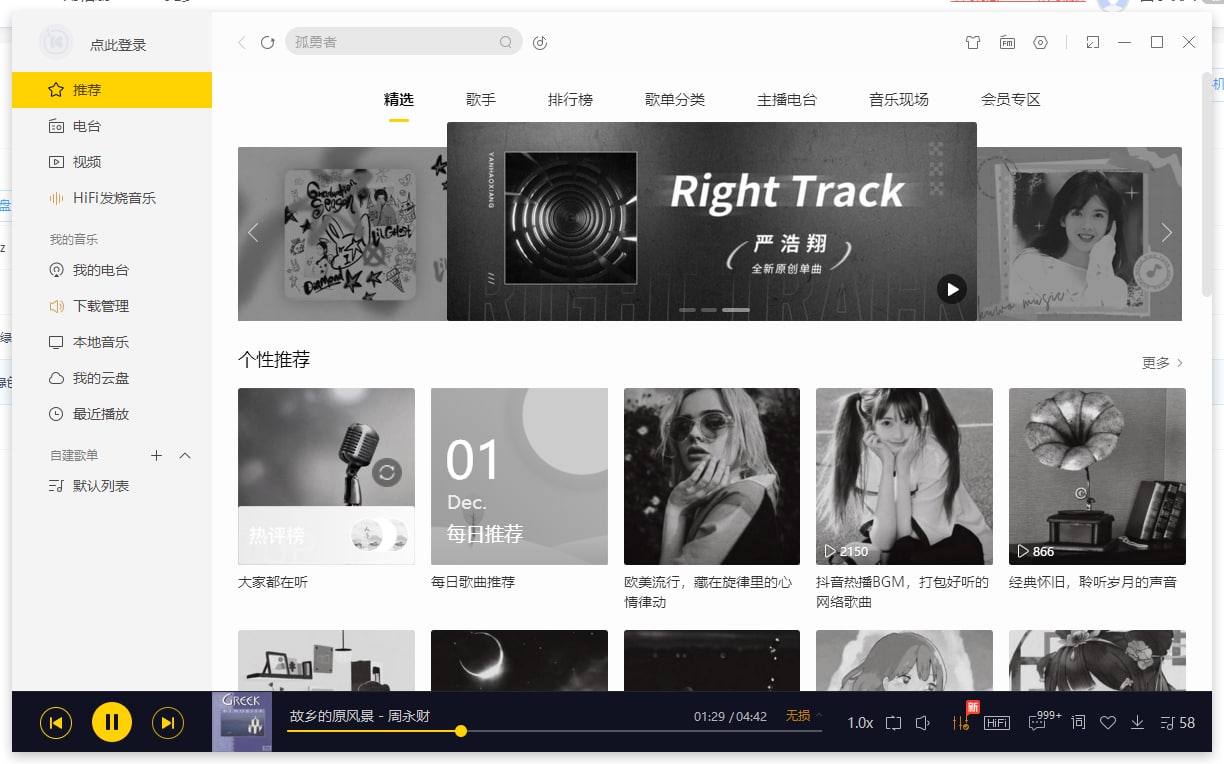 点此登录
孤勇者
推荐
电台
视频
HiFi发烧音乐
我的音乐
我的电台
下载管理
本地音乐
我的云盘
最近播放
自建歌单
默认列表
精选 歌手 排行榜 歌单分类 主播电台 音乐现场 会员专区
YANHAOXIANG
Right Track
严浩翔
全新原创单曲
kuwo music.
个性推荐
更多
热评榜
01
Dec.
每日推荐
2150
866
大家都在听
每日歌曲推荐
欧美流行，藏在旋律里的心
情律动
抖音热播BGM，打包好听的
网络歌曲
经典怀旧，聆听岁月的声音
GREEK
故乡的原风景 - 周永财
01:29 / 04:42
无损
1.0x
新
HiFi
999+
词
58